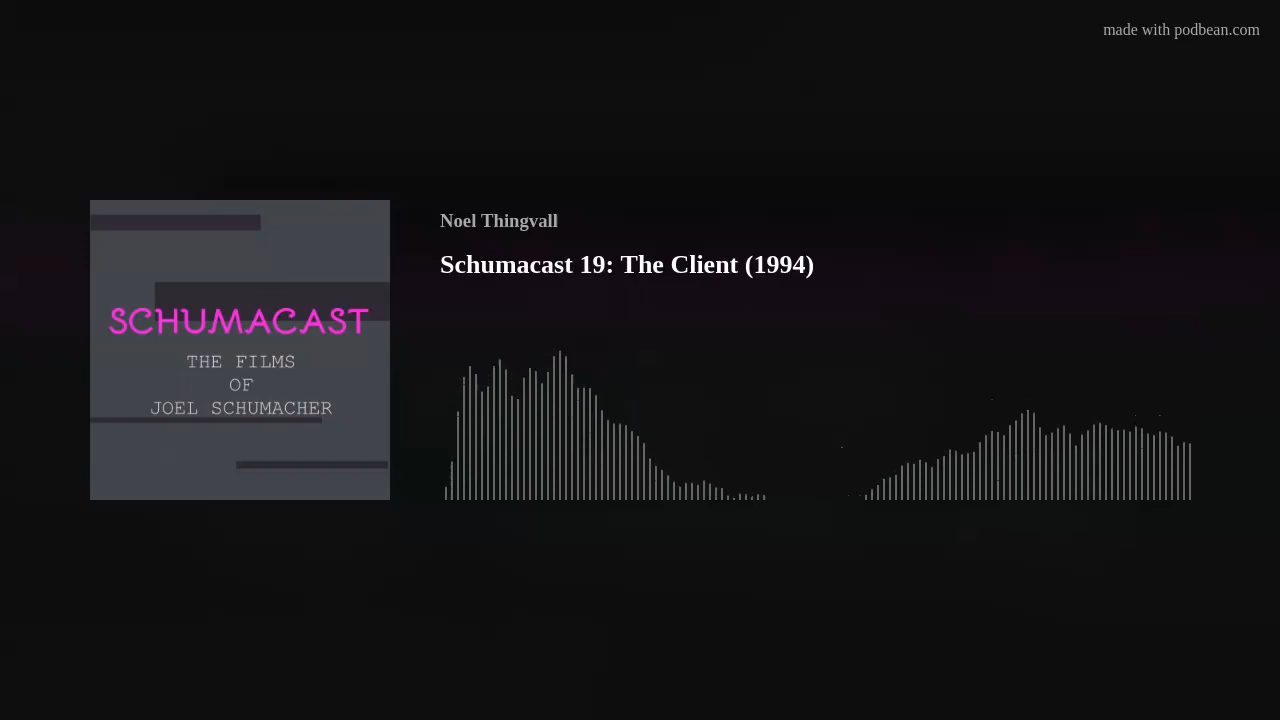 made with podbean.com
Noel Thingvall
Schumacast 19: The Client (1994)
SCHUMACAST
THE FILMS
OF
JOEL SCHUMACHER